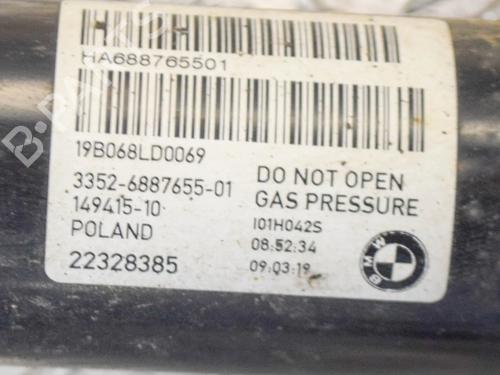 HA688765501
19B068LD0069
3352-6887655-01
149415-10
POLAND
22328385
DO NOT OPEN
GAS PRESSURE
I01H042S
08:52:34
09:03:19
BMW
B-PARTS